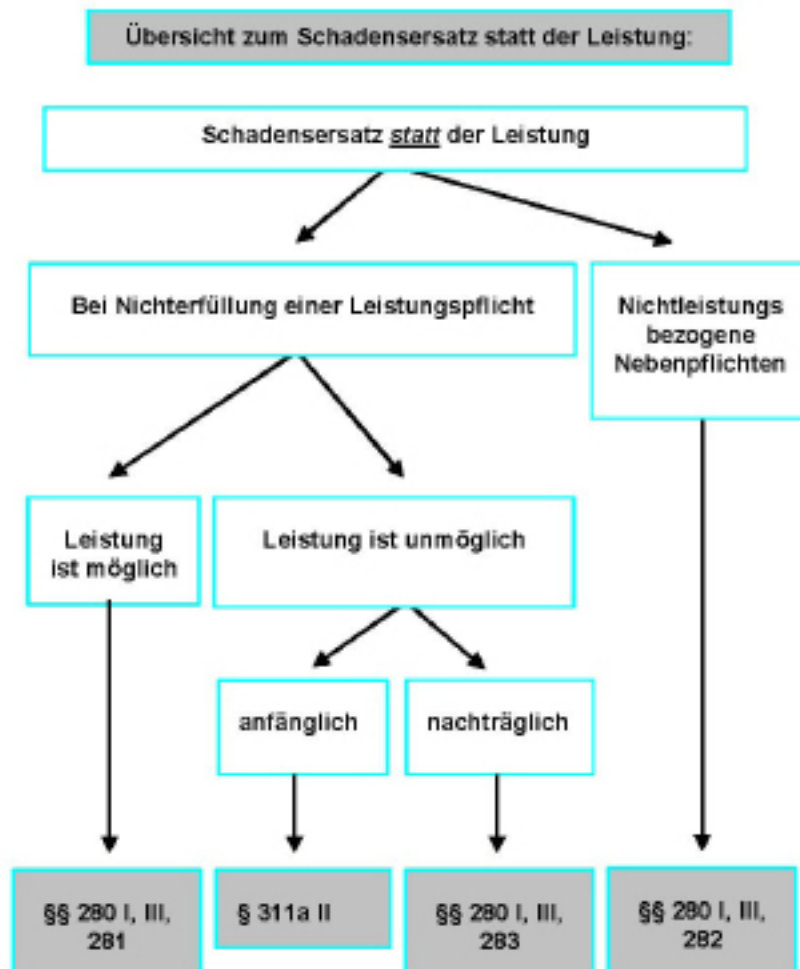 Übersicht zum Schadensersatz statt der Leistung:
Schadensersatz statt der Leistung
Bei Nichterfüllung einer Leistungspflicht
Nichtleistungs
bezogene
Nebenpflichten
Leistung
ist möglich
Leistung ist unmöglich
anfänglich
nachträglich
§§ 280 I, III,
281
§ 311a II
§§ 280 I, III,
283
§§ 280 I, III,
282